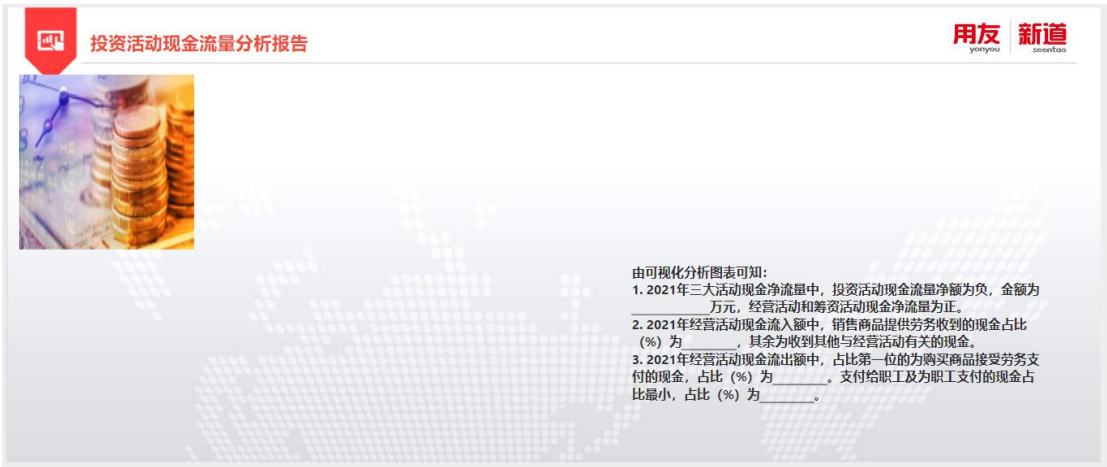 投资活动现金流量分析报告
用友 新道
yonyou seentao
由可视化分析图表可知：
1. 2021年三大活动现金净流量中，投资活动现金流量净额为负，金额为
__________万元，经营活动和筹资活动现金净流量为正。
2. 2021年经营活动现金流入额中，销售商品提供劳务收到的现金占比
（%）为_______，其余为收到其他与经营活动有关的现金。
3. 2021年经营活动现金流出额中，占比第一位的为购买商品接受劳务支
付的现金，占比（%）为_______。支付给职工及为职工支付的现金占
比最小，占比（%）为_______。